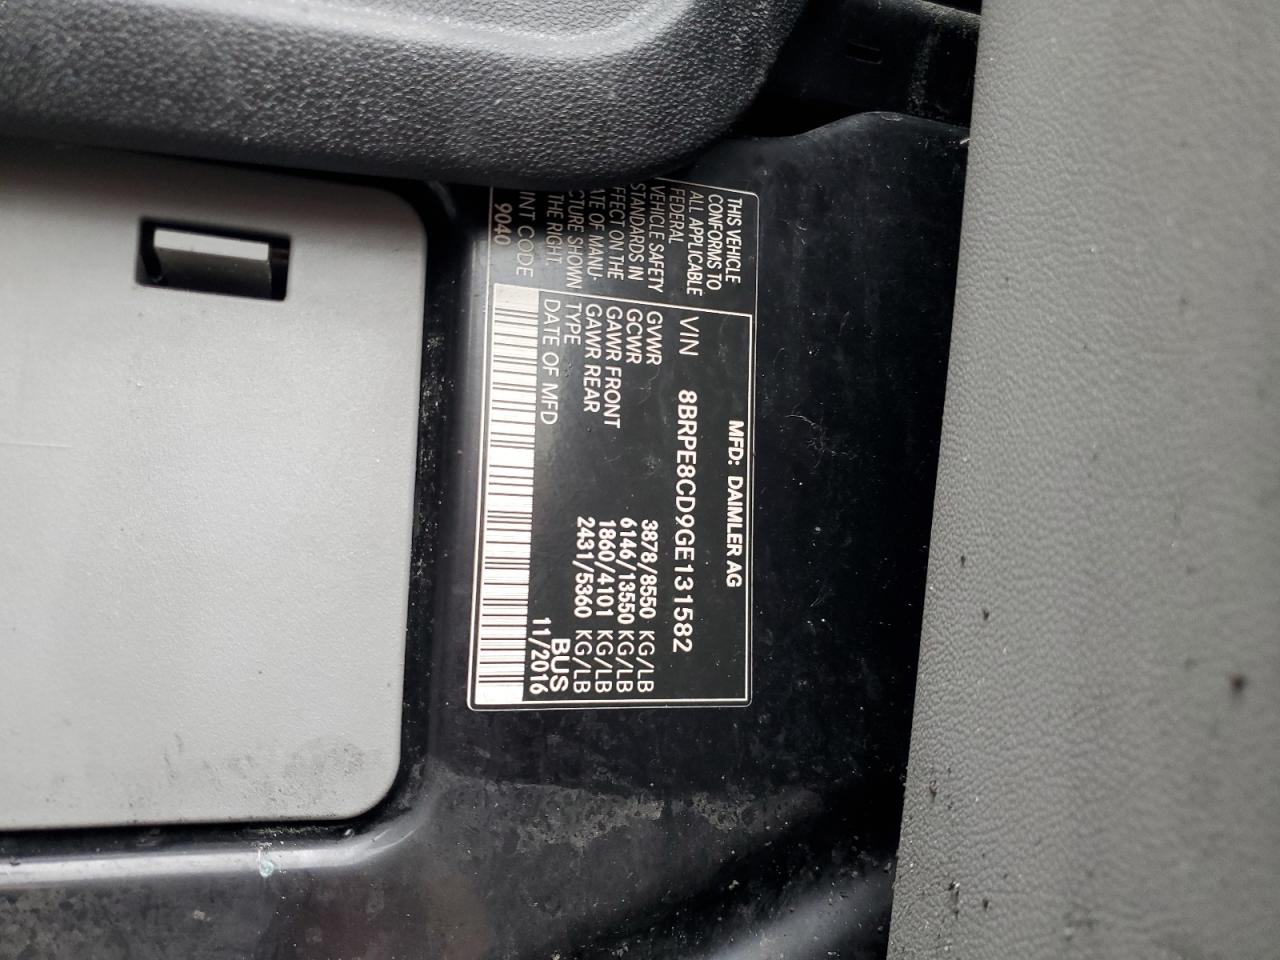 THIS VEHICLE
CONFORMS TO
ALL APPLICABLE
FEDERAL
VEHICLE SAFETY
STANDARDS IN
FFECT ON THE
ATE OF MANU-
CTURE SHOWN
THE RIGHT.
INT CODE
9040
MFD: DAIMLER AG
VIN 8BRPE8CD9GE131582
GVWR 3878/8550 KG/LB
GCWR 6146/13550 KG/LB
GAWR FRONT 1860/4101 KG/LB
GAWR REAR 2431/5360 KG/LB
TYPE BUS
DATE OF MFD 11/2016